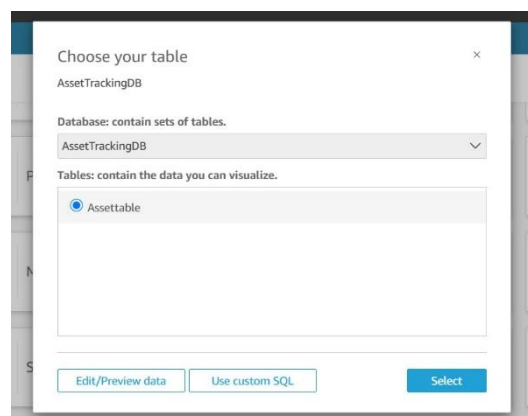 Choose your table
×
AssetTrackingDB
Database: contain sets of tables.
AssetTrackingDB
Tables: contain the data you can visualize.
Assettable
Edit/Preview data
Use custom SQL
Select